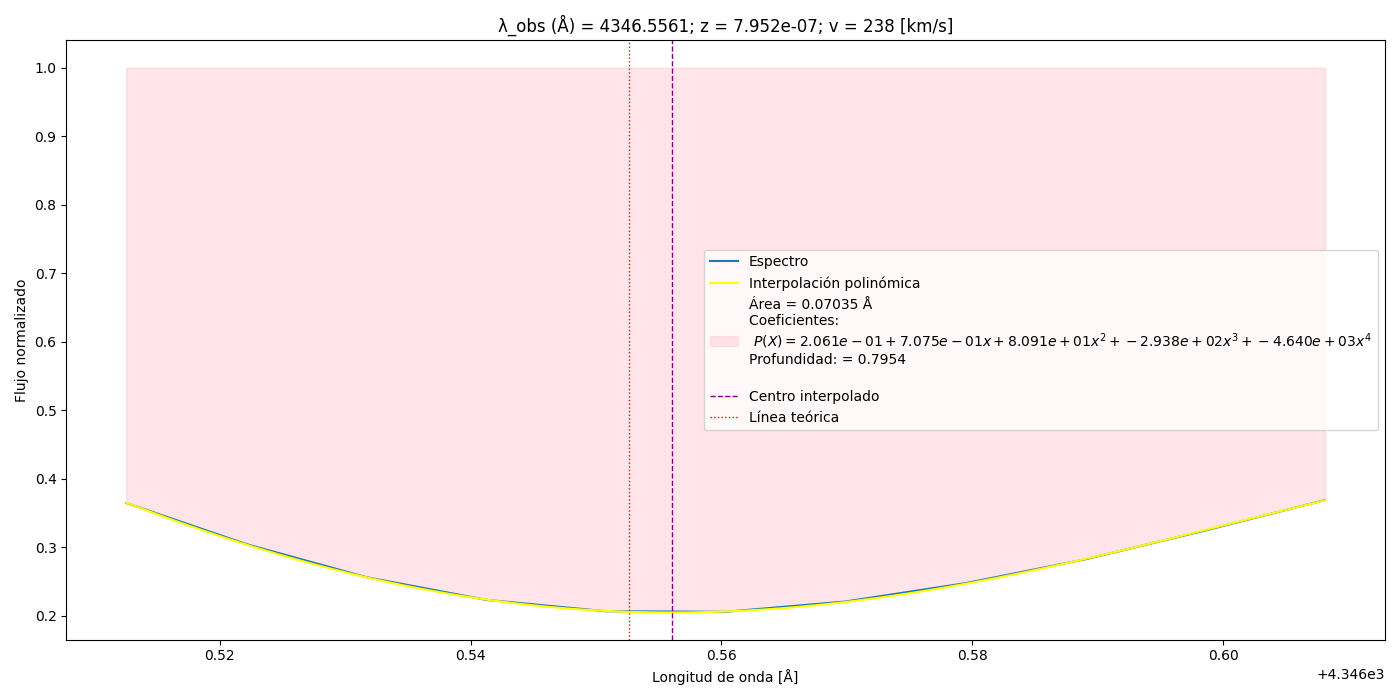 λ_obs (Å) = 4346.5561; z = 7.952e-07; v = 238 [km/s]
Flujo normalizado
1.0
0.9
0.8
0.7
0.6
0.5
0.4
0.3
0.2
Espectro
Interpolación polinómica
Área = 0.07035 Å
Coeficientes:
P(X) = 2.061e − 01 + 7.075e − 01x + 8.091e + 01x² + −2.938e + 02x³ + −4.640e + 03x⁴
Profundidad: = 0.7954
Centro interpolado
Línea teórica
0.52 0.54 0.56 0.58 0.60
+4.346e3
Longitud de onda [Å]